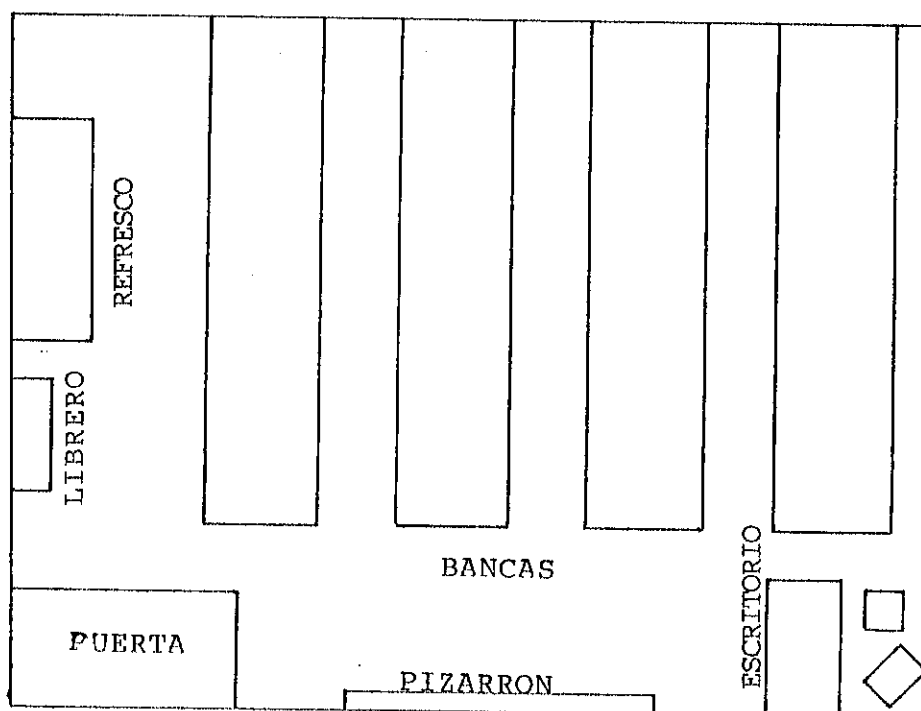 REFRESCO
LIBRERO
BANCAS
ESCRITORIO
PUERTA
PIZARRON